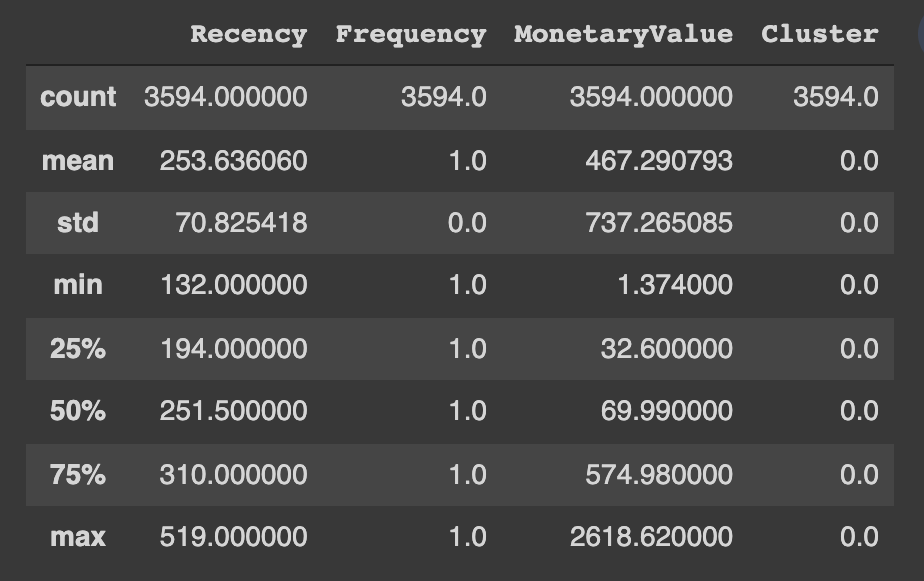 Recency Frequency MonetaryValue Cluster
count 3594.000000 3594.0 3594.000000 3594.0
mean 253.636060 1.0 467.290793 0.0
std 70.825418 0.0 737.265085 0.0
min 132.000000 1.0 1.374000 0.0
25% 194.000000 1.0 32.600000 0.0
50% 251.500000 1.0 69.990000 0.0
75% 310.000000 1.0 574.980000 0.0
max 519.000000 1.0 2618.620000 0.0